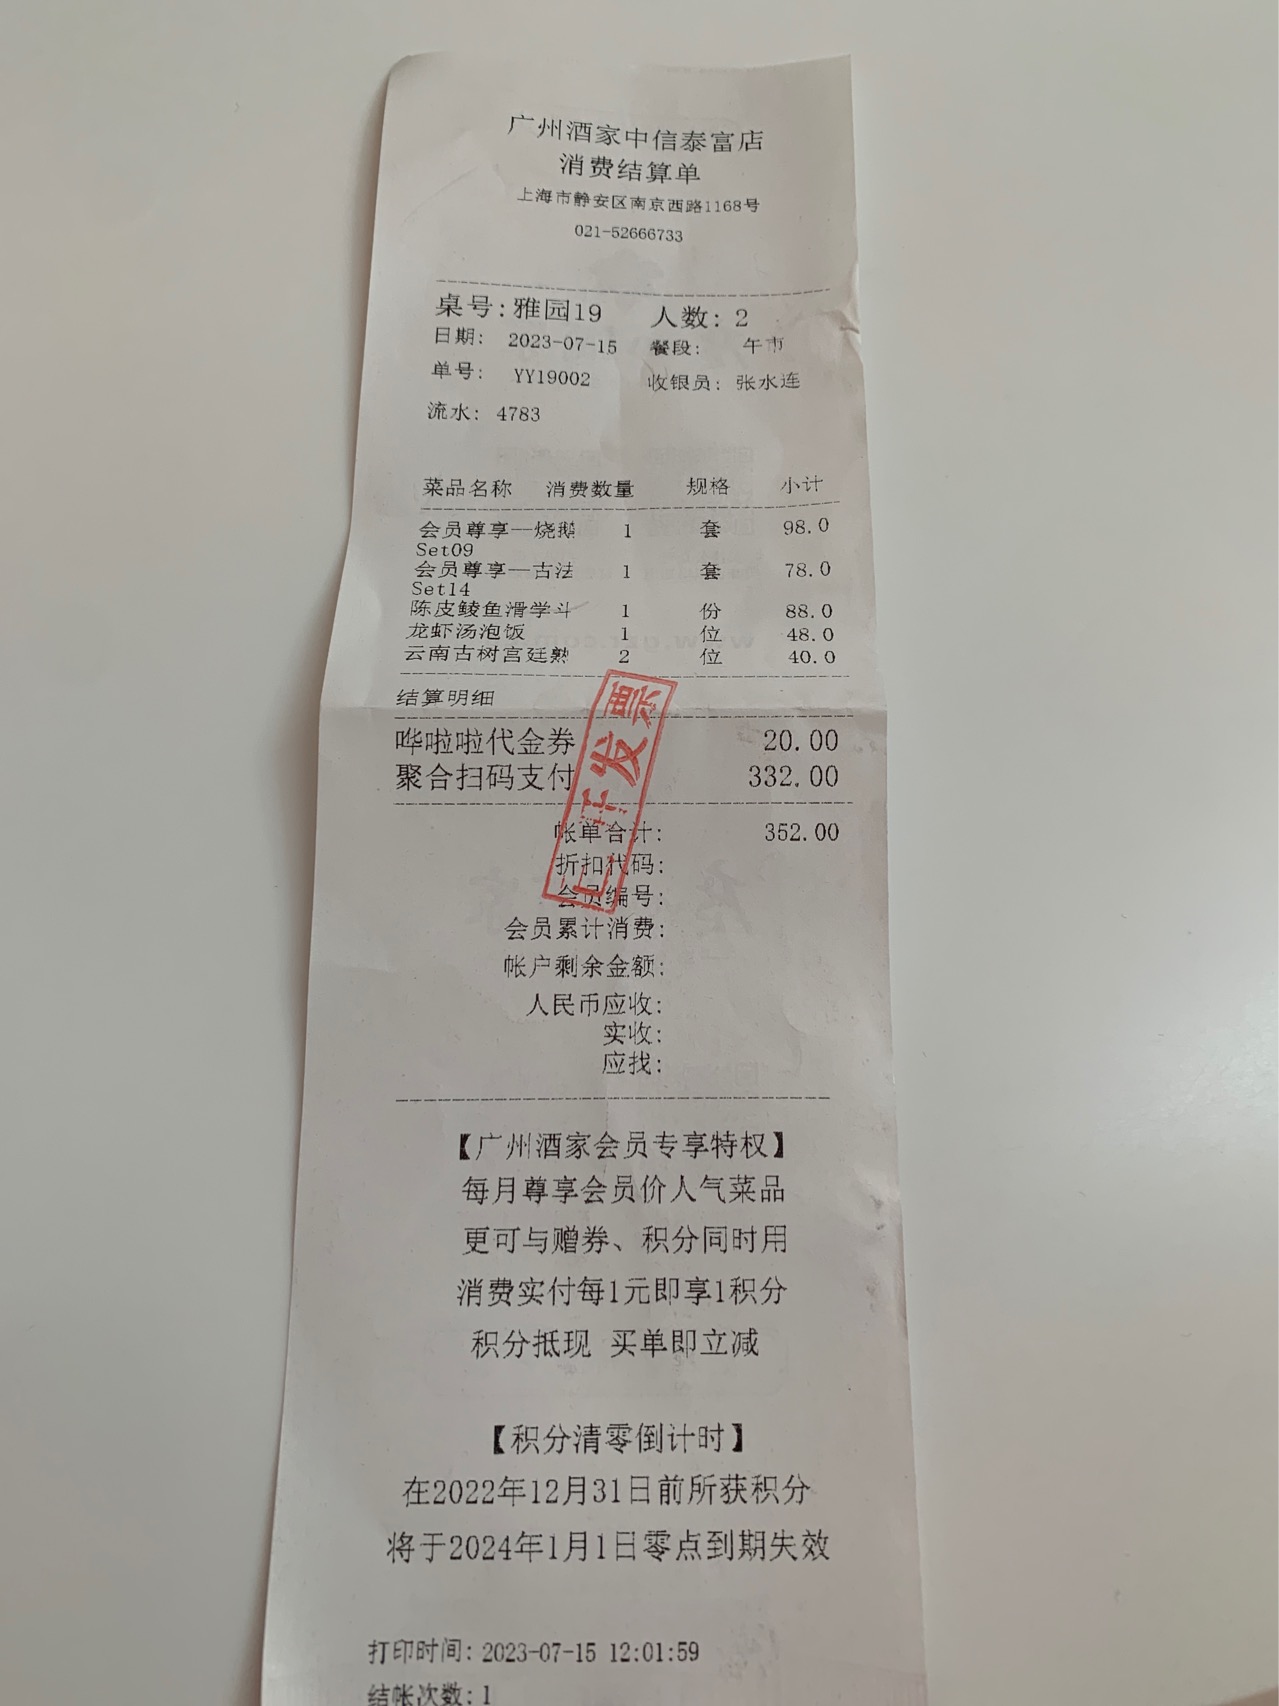 广州酒家中信泰富店
消费结算单
上海市静安区南京西路1168号
021-52666733
桌号: 雅园19 人数: 2
日期: 2023-07-15 餐段: 午市
单号: YY19002 收银员: 张水连
流水: 4783
菜品名称 消费数量 规格 小计
会员尊享—烧鹅 1 套 98.0
Set09
会员尊享—古法 1 套 78.0
Set14
陈皮鲮鱼滑学斗 1 份 88.0
龙虾汤泡饭 1 位 48.0
云南古树宫廷熟 2 位 40.0
结算明细
哗啦啦代金券 20.00
聚合扫码支付 332.00
已开发票
帐单合计: 352.00
折扣代码:
会员编号:
会员累计消费:
帐户剩余金额:
人民币应收:
实收:
应找:
【广州酒家会员专享特权】
每月尊享会员价人气菜品
更可与赠券、积分同时用
消费实付每1元即享1积分
积分抵现 买单即立减
【积分清零倒计时】
在2022年12月31日前所获积分
将于2024年1月1日零点到期失效
打印时间: 2023-07-15 12:01:59
结帐次数: 1